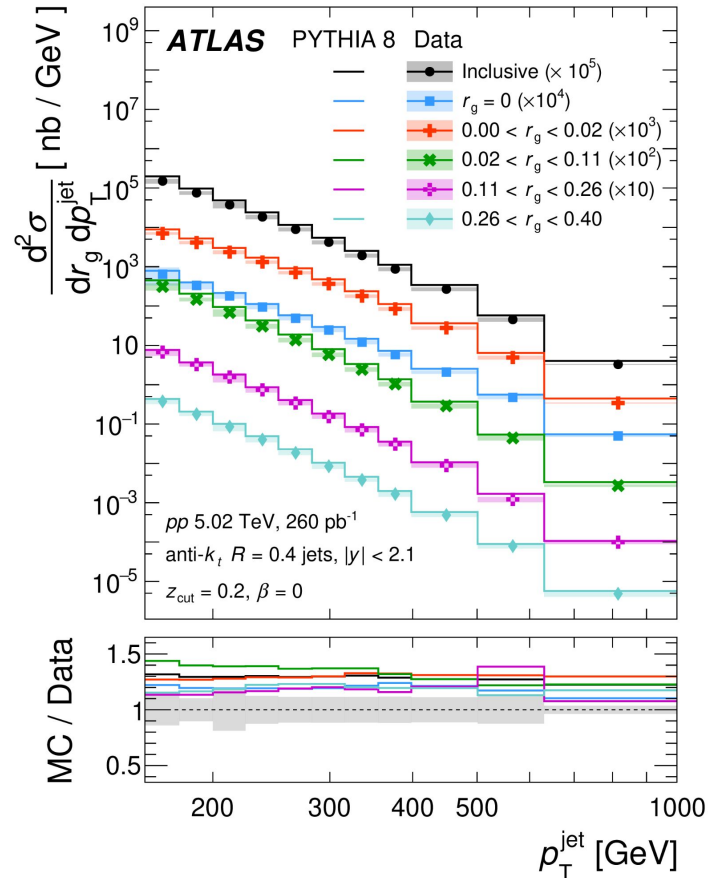 ATLAS PYTHIA 8 Data
Inclusive (× 10⁵)
r_g = 0 (×10⁴)
0.00 < r_g < 0.02 (×10³)
0.02 < r_g < 0.11 (×10²)
0.11 < r_g < 0.26 (×10)
0.26 < r_g < 0.40
d²σ / dr_g dp_T^jet [ nb / GeV]
10⁹
10⁷
10⁵
10³
10
10⁻¹
10⁻³
10⁻⁵
pp 5.02 TeV, 260 pb⁻¹
anti-k_t R = 0.4 jets, |y| < 2.1
z_cut = 0.2, β = 0
MC / Data
1.5
1
0.5
200 300 400 500 1000
p_T^jet [GeV]